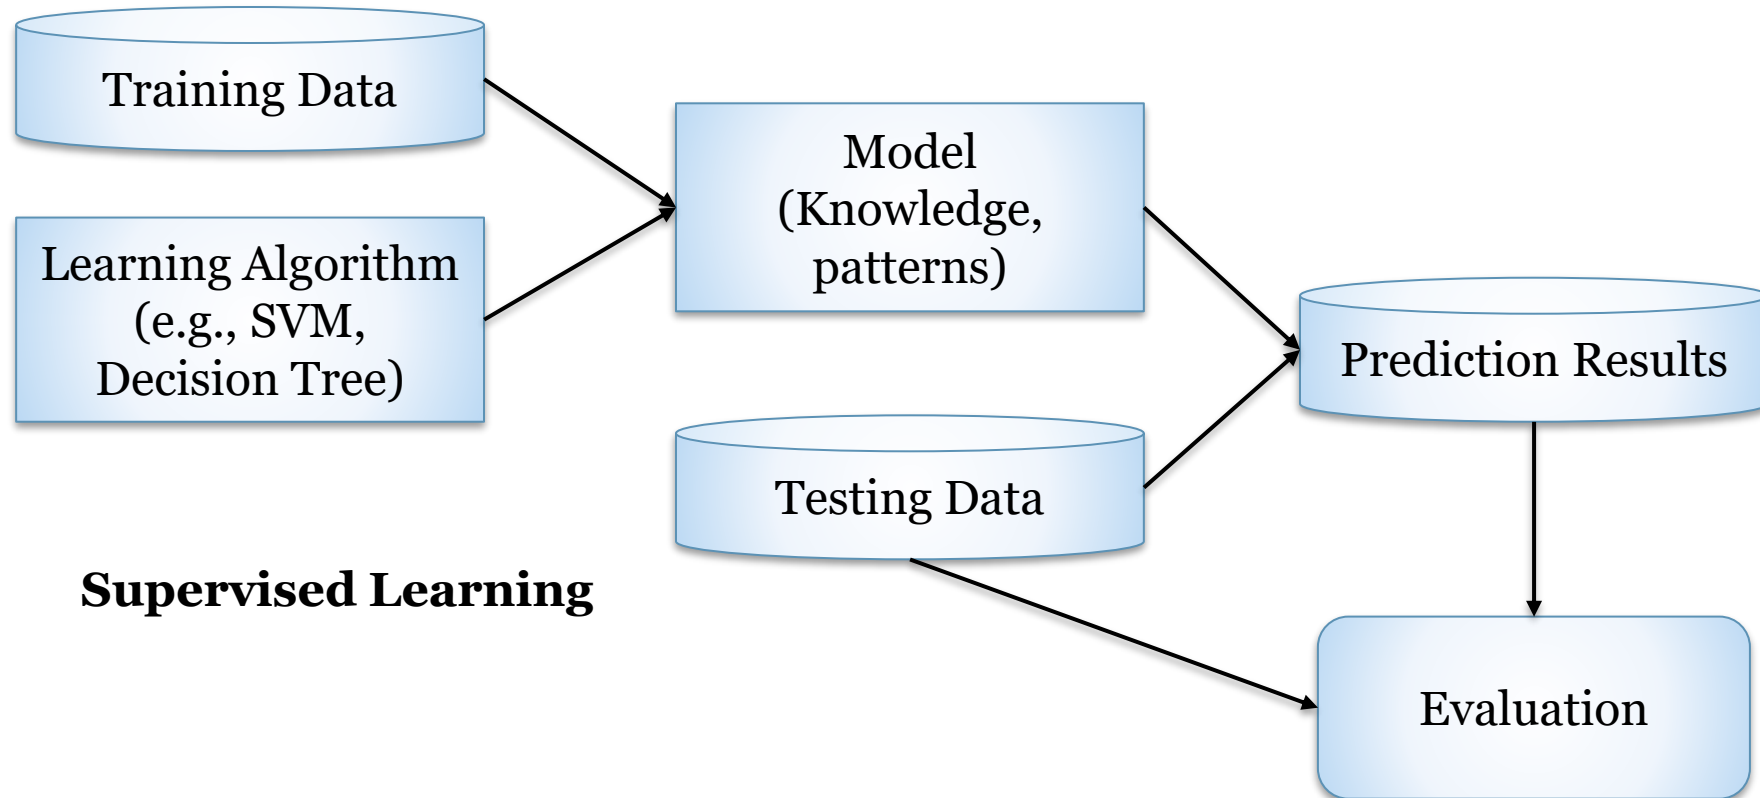 Training Data
Learning Algorithm
(e.g., SVM,
Decision Tree)
Model
(Knowledge,
patterns)
Testing Data
Prediction Results
Supervised Learning
Evaluation